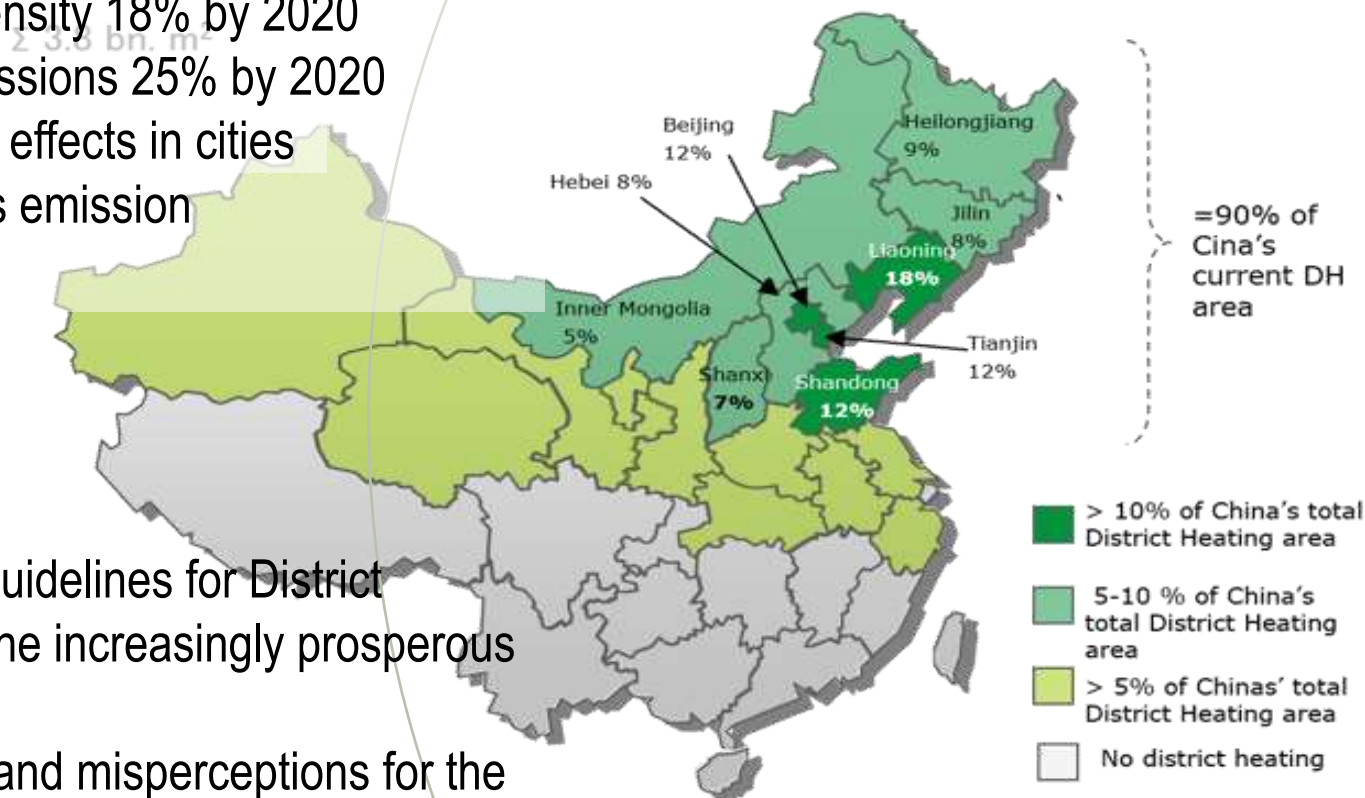 ensity 18% by 2020
Σ 3.8 bn. m²
ssions 25% by 2020
effects in cities
s emission
uidelines for District
ne increasingly prosperous
and misperceptions for the
Beijing
12%
Hebei 8%
Heilongjiang
9%
Jilin
8%
Liaoning
18%
Inner Mongolia
5%
Shanxi
7%
Shandong
12%
Tianjin
12%
=90% of
Cina's
current DH
area
> 10% of China's total
District Heating area
5-10 % of China's
total District Heating
area
> 5% of Chinas' total
District Heating area
No district heating